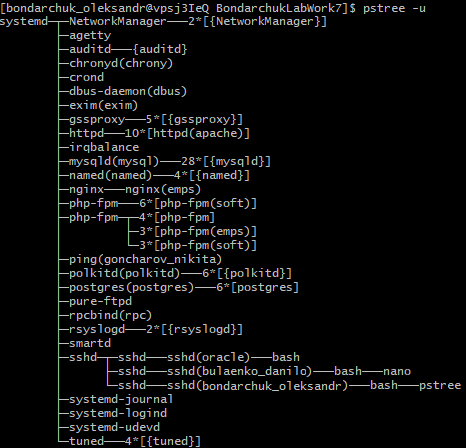 [bondarchuk_oleksandr@vpsj3IeQ BondarchukLabWork7]$ pstree -u
systemd─┬─NetworkManager───2*[{NetworkManager}]
        ├─agetty
        ├─auditd───{auditd}
        ├─chronyd(chrony)
        ├─crond
        ├─dbus-daemon(dbus)
        ├─exim(exim)
        ├─gssproxy───5*[{gssproxy}]
        ├─httpd───10*[httpd(apache)]
        ├─irqbalance
        ├─mysqld(mysql)───28*[{mysqld}]
        ├─named(named)───4*[{named}]
        ├─nginx───nginx(emps)
        ├─php-fpm───6*[php-fpm(soft)]
        ├─php-fpm─┬─4*[php-fpm]
        │         ├─3*[php-fpm(emps)]
        │         └─3*[php-fpm(soft)]
        ├─ping(goncharov_nikita)
        ├─polkitd(polkitd)───6*[{polkitd}]
        ├─postgres(postgres)───6*[postgres]
        ├─pure-ftpd
        ├─rpcbind(rpc)
        ├─rsyslogd───2*[{rsyslogd}]
        ├─smartd
        ├─sshd─┬─sshd───sshd(oracle)───bash
        │      ├─sshd───sshd(bulaenko_danilo)───bash───nano
        │      └─sshd───sshd(bondarchuk_oleksandr)───bash───pstree
        ├─systemd-journal
        ├─systemd-logind
        ├─systemd-udevd
        └─tuned───4*[{tuned}]